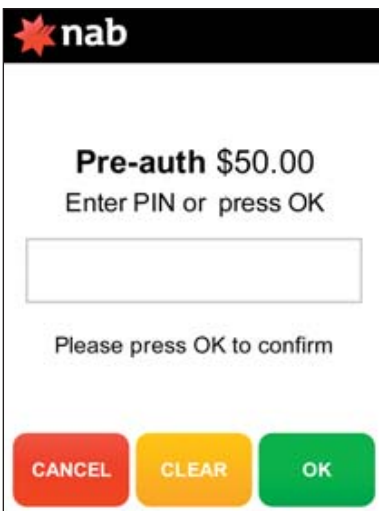 nab
Pre-auth $50.00
Enter PIN or press OK
Please press OK to confirm
CANCEL CLEAR OK